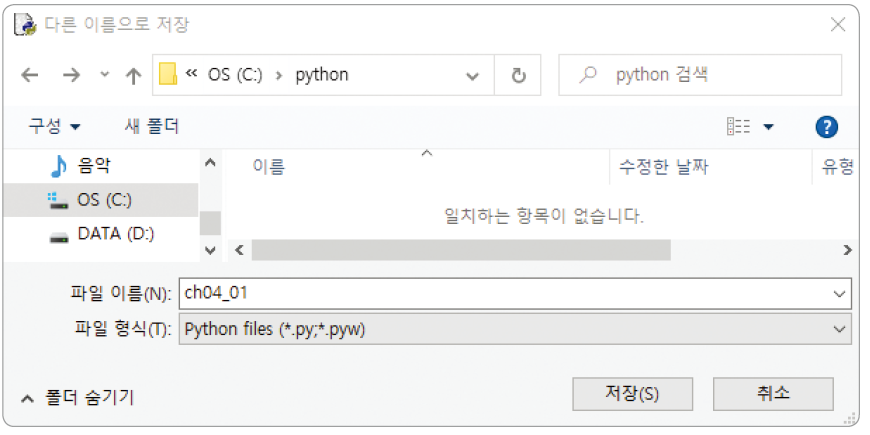 다른 이름으로 저장
« OS (C:) › python
python 검색
구성
새 폴더
음악
OS (C:)
DATA (D:)
이름
수정한 날짜
유형
일치하는 항목이 없습니다.
파일 이름(N): ch04_01
파일 형식(T): Python files (*.py;*.pyw)
폴더 숨기기
저장(S)
취소